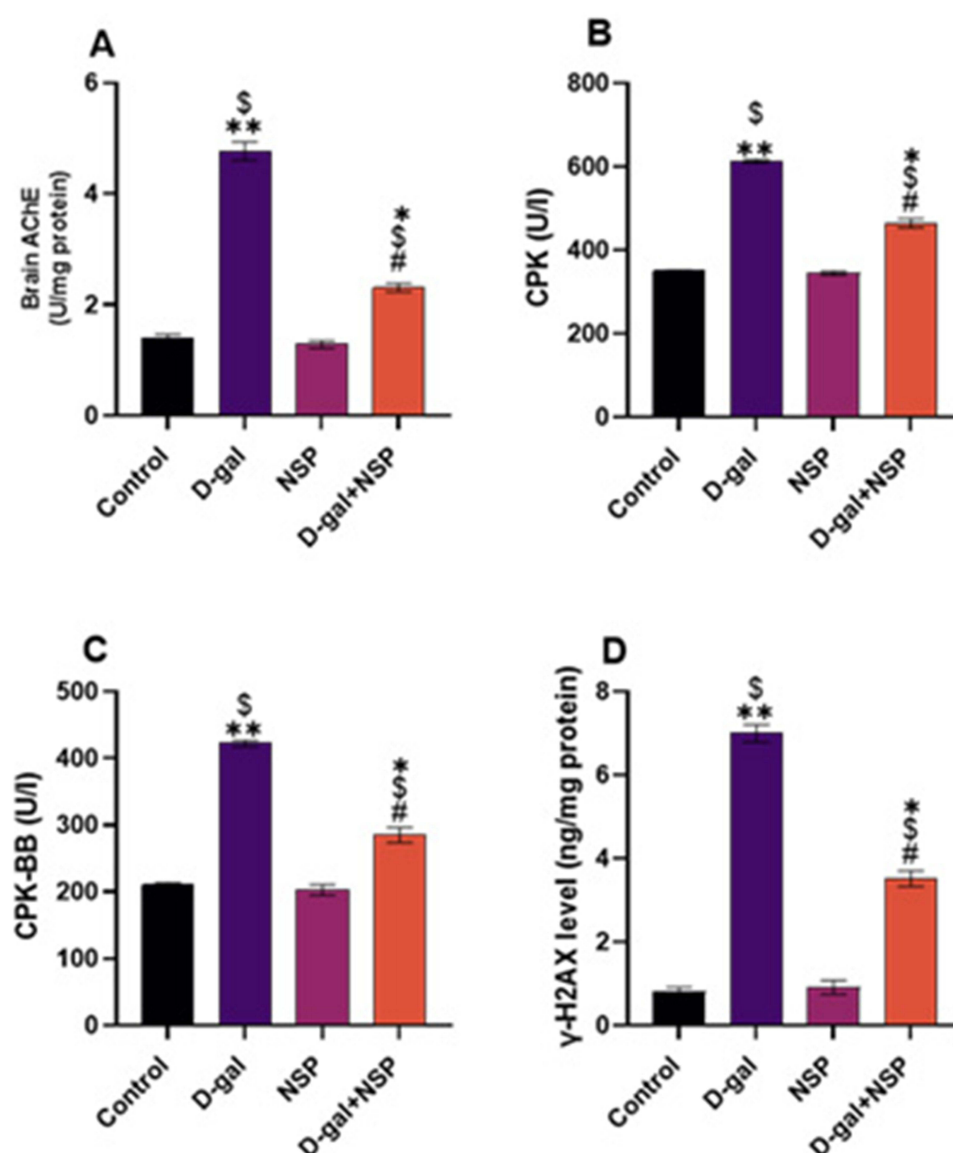 A
Brain AChE
(U/mg protein)
6
4
2
0
$
**
*
$
#
Control
D-gal
NSP
D-gal+NSP
B
CPK (U/l)
800
600
400
200
0
$
**
*
$
#
Control
D-gal
NSP
D-gal+NSP
C
CPK-BB (U/l)
500
400
300
200
100
0
$
**
*
$
#
Control
D-gal
NSP
D-gal+NSP
D
γ-H2AX level (ng/mg protein)
8
6
4
2
0
$
**
*
$
#
Control
D-gal
NSP
D-gal+NSP